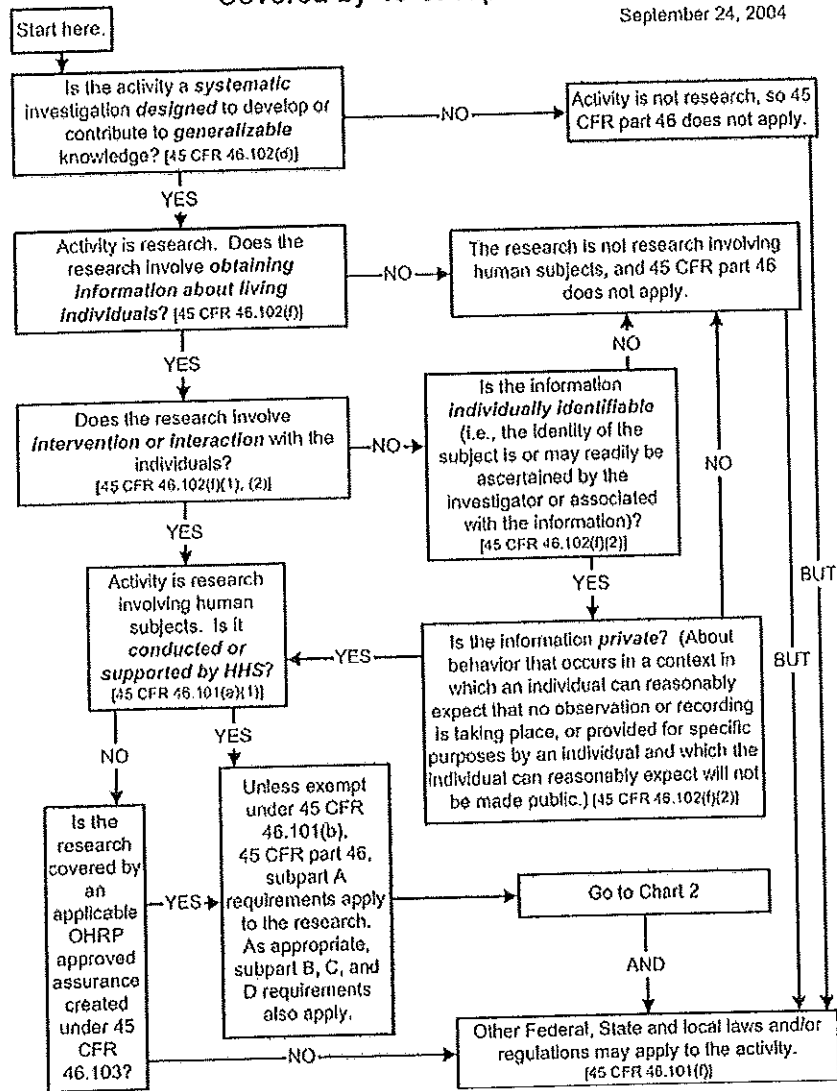 September 24, 2004
Start here.
Is the activity a systematic
investigation designed to develop or
contribute to generalizable
knowledge? [45 CFR 46.102(d)]
NO
Activity is not research, so 45
CFR part 46 does not apply.
YES
Activity is research. Does the
research involve obtaining
information about living
individuals? [45 CFR 46.102(f)]
NO
The research is not research involving
human subjects, and 45 CFR part 46
does not apply.
YES
NO
Does the research involve
intervention or interaction with the
individuals?
[45 CFR 46.102(f)(1), (2)]
NO
Is the information
individually identifiable
(i.e., the identity of the
subject is or may readily be
ascertained by the
investigator or associated
with the information)?
[45 CFR 46.102(f)(2)]
NO
YES
YES
BUT
Activity is research
involving human
subjects. Is it
conducted or
supported by HHS?
[45 CFR 46.101(a)(1)]
YES
Is the information private? (About
behavior that occurs in a context in
which an individual can reasonably
expect that no observation or recording
is taking place, or provided for specific
purposes by an individual and which the
individual can reasonably expect will not
be made public.) [45 CFR 46.102(f)(2)]
BUT
NO
YES
Is the
research
covered by
an
applicable
OHRP
approved
assurance
created
under 45
CFR
46.103?
YES
Unless exempt
under 45 CFR
46.101(b),
45 CFR part 46,
subpart A
requirements apply
to the research.
As appropriate,
subpart B, C, and
D requirements
also apply.
Go to Chart 2
AND
NO
Other Federal, State and local laws and/or
regulations may apply to the activity.
[45 CFR 46.101(f)]